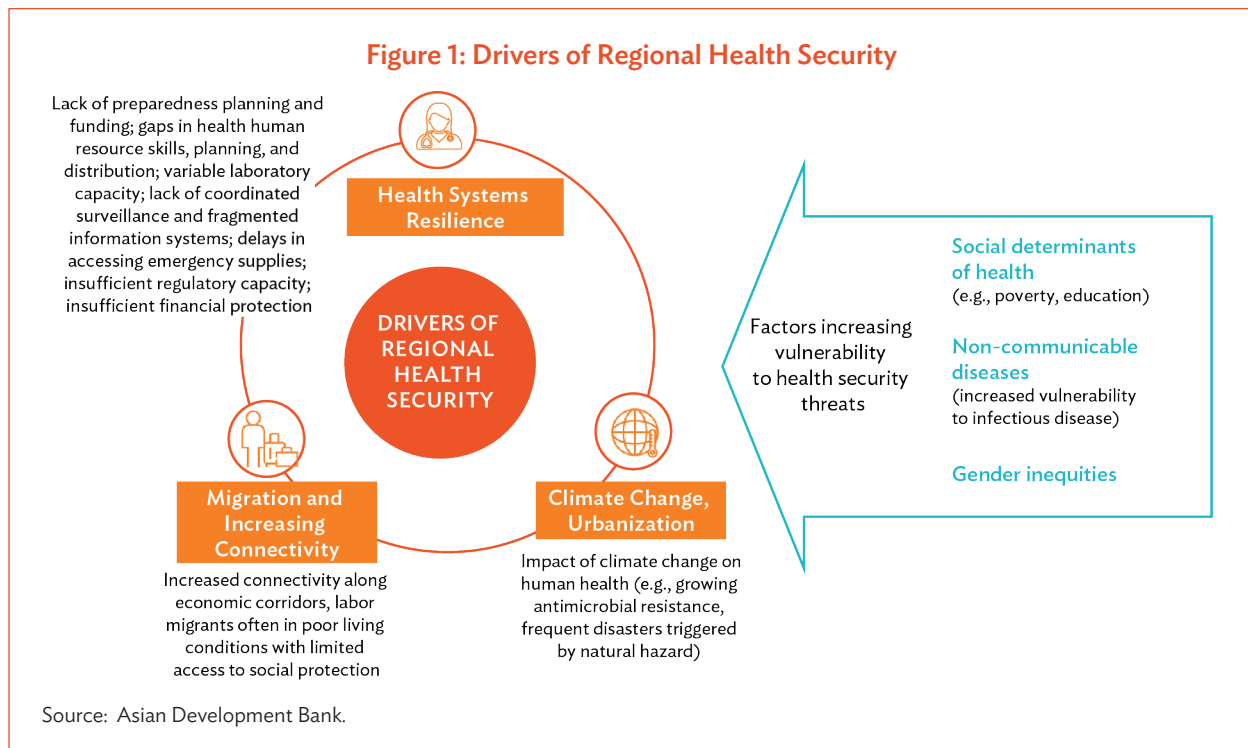 Figure 1: Drivers of Regional Health Security
Lack of preparedness planning and
funding; gaps in health human
resource skills, planning, and
distribution; variable laboratory
capacity; lack of coordinated
surveillance and fragmented
information systems; delays in
accessing emergency supplies;
insufficient regulatory capacity;
insufficient financial protection
Health Systems
Resilience
DRIVERS OF
REGIONAL
HEALTH
SECURITY
Migration and
Increasing
Connectivity
Increased connectivity along
economic corridors, labor
migrants often in poor living
conditions with limited
access to social protection
Climate Change,
Urbanization
Impact of climate change on
human health (e.g., growing
antimicrobial resistance,
frequent disasters triggered
by natural hazard)
Factors increasing
vulnerability
to health security
threats
Social determinants
of health
(e.g., poverty, education)
Non-communicable
diseases
(increased vulnerability
to infectious disease)
Gender inequities
Source: Asian Development Bank.